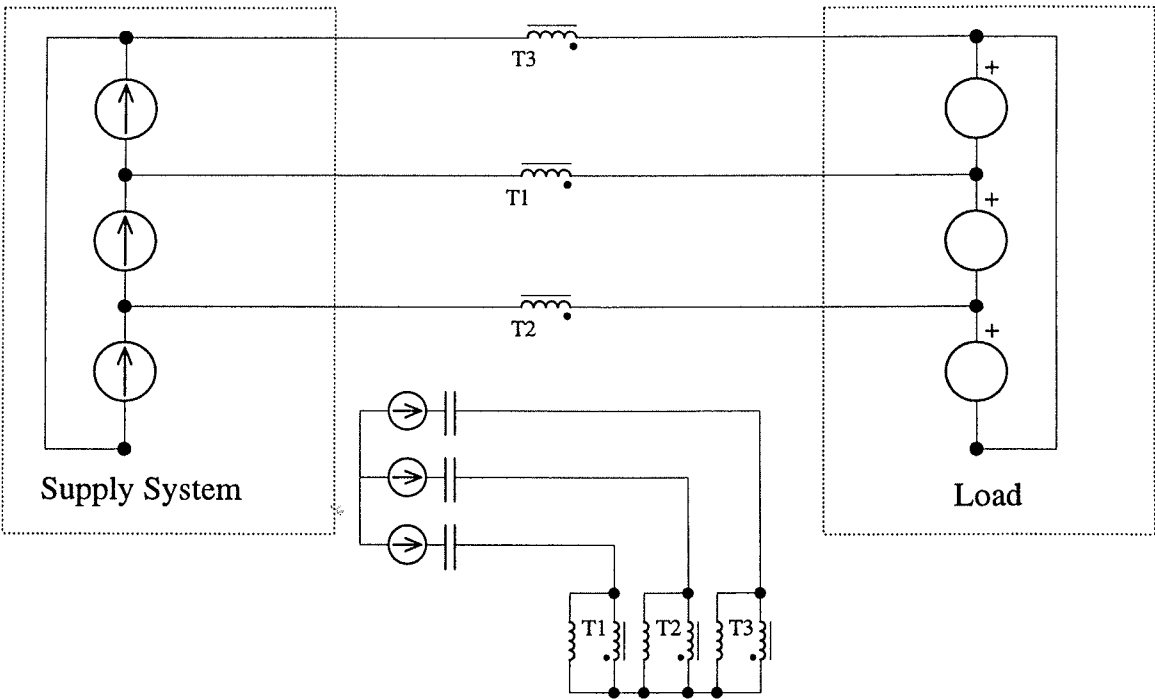 T3
+
T1
+
T2
+
Supply System
Load
T1 T2 T3